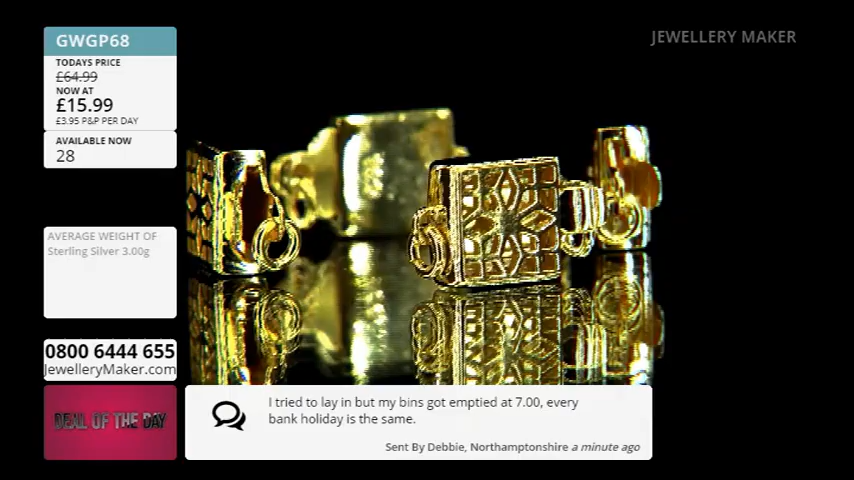 GWGP68
TODAYS PRICE
£64.99
NOW AT
£15.99
£3.95 P&P PER DAY
AVAILABLE NOW
28
AVERAGE WEIGHT OF
Sterling Silver 3.00g
0800 6444 655
JewelleryMaker.com
DEAL OF THE DAY
JEWELLERY MAKER
I tried to lay in but my bins got emptied at 7.00, every
bank holiday is the same.
Sent By Debbie, Northamptonshire a minute ago